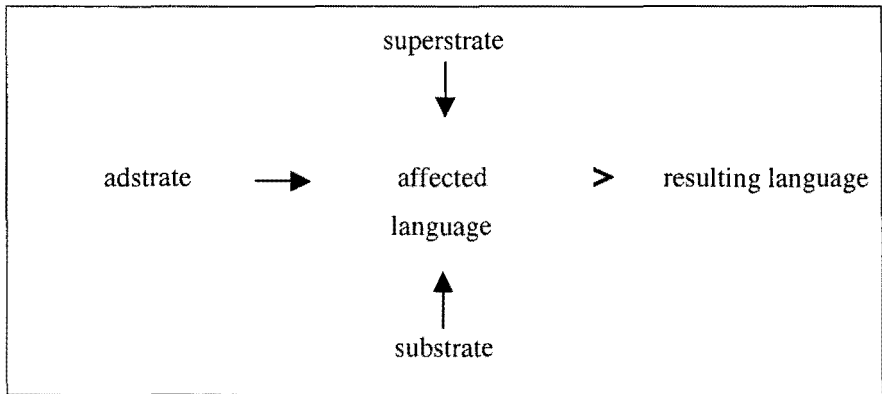 superstrate
adstrate affected > resulting language
language
substrate